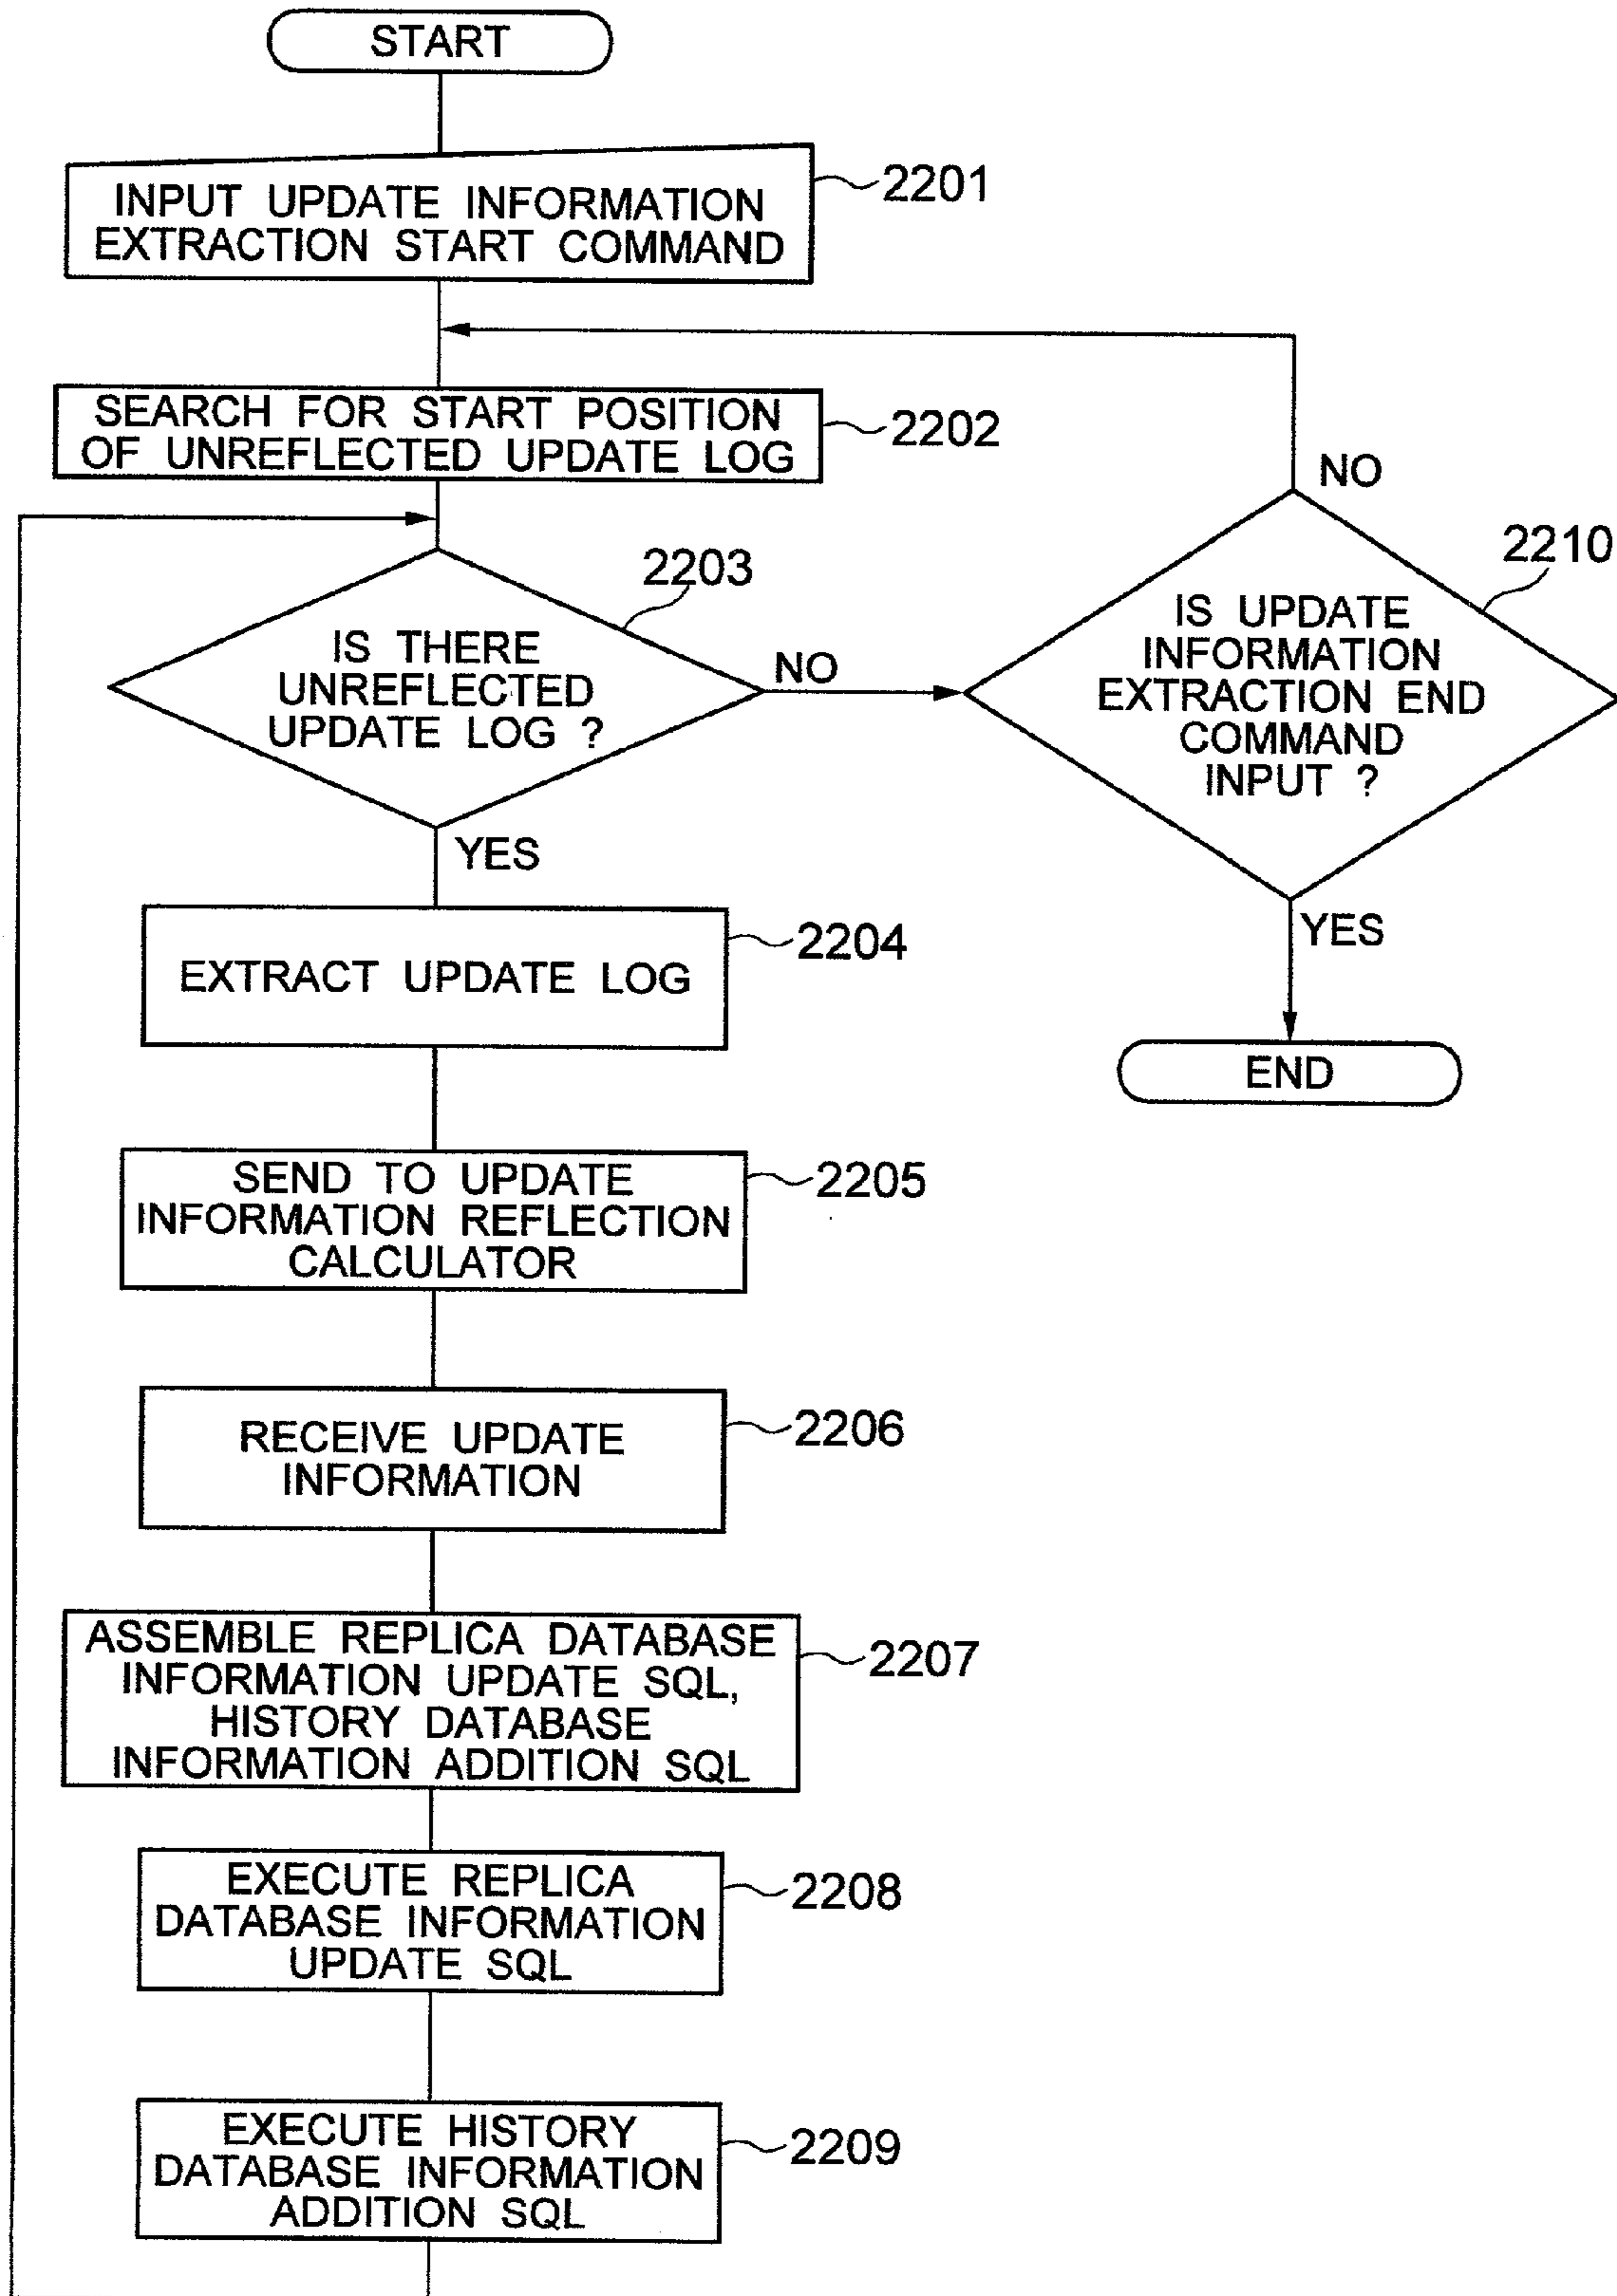 START
INPUT UPDATE INFORMATION
EXTRACTION START COMMAND
2201
SEARCH FOR START POSITION
OF UNREFLECTED UPDATE LOG
2202
IS THERE
UNREFLECTED
UPDATE LOG ?
2203
NO
YES
IS UPDATE
INFORMATION
EXTRACTION END
COMMAND
INPUT ?
2210
NO
YES
END
EXTRACT UPDATE LOG
2204
SEND TO UPDATE
INFORMATION REFLECTION
CALCULATOR
2205
RECEIVE UPDATE
INFORMATION
2206
ASSEMBLE REPLICA DATABASE
INFORMATION UPDATE SQL,
HISTORY DATABASE
INFORMATION ADDITION SQL
2207
EXECUTE REPLICA
DATABASE INFORMATION
UPDATE SQL
2208
EXECUTE HISTORY
DATABASE INFORMATION
ADDITION SQL
2209